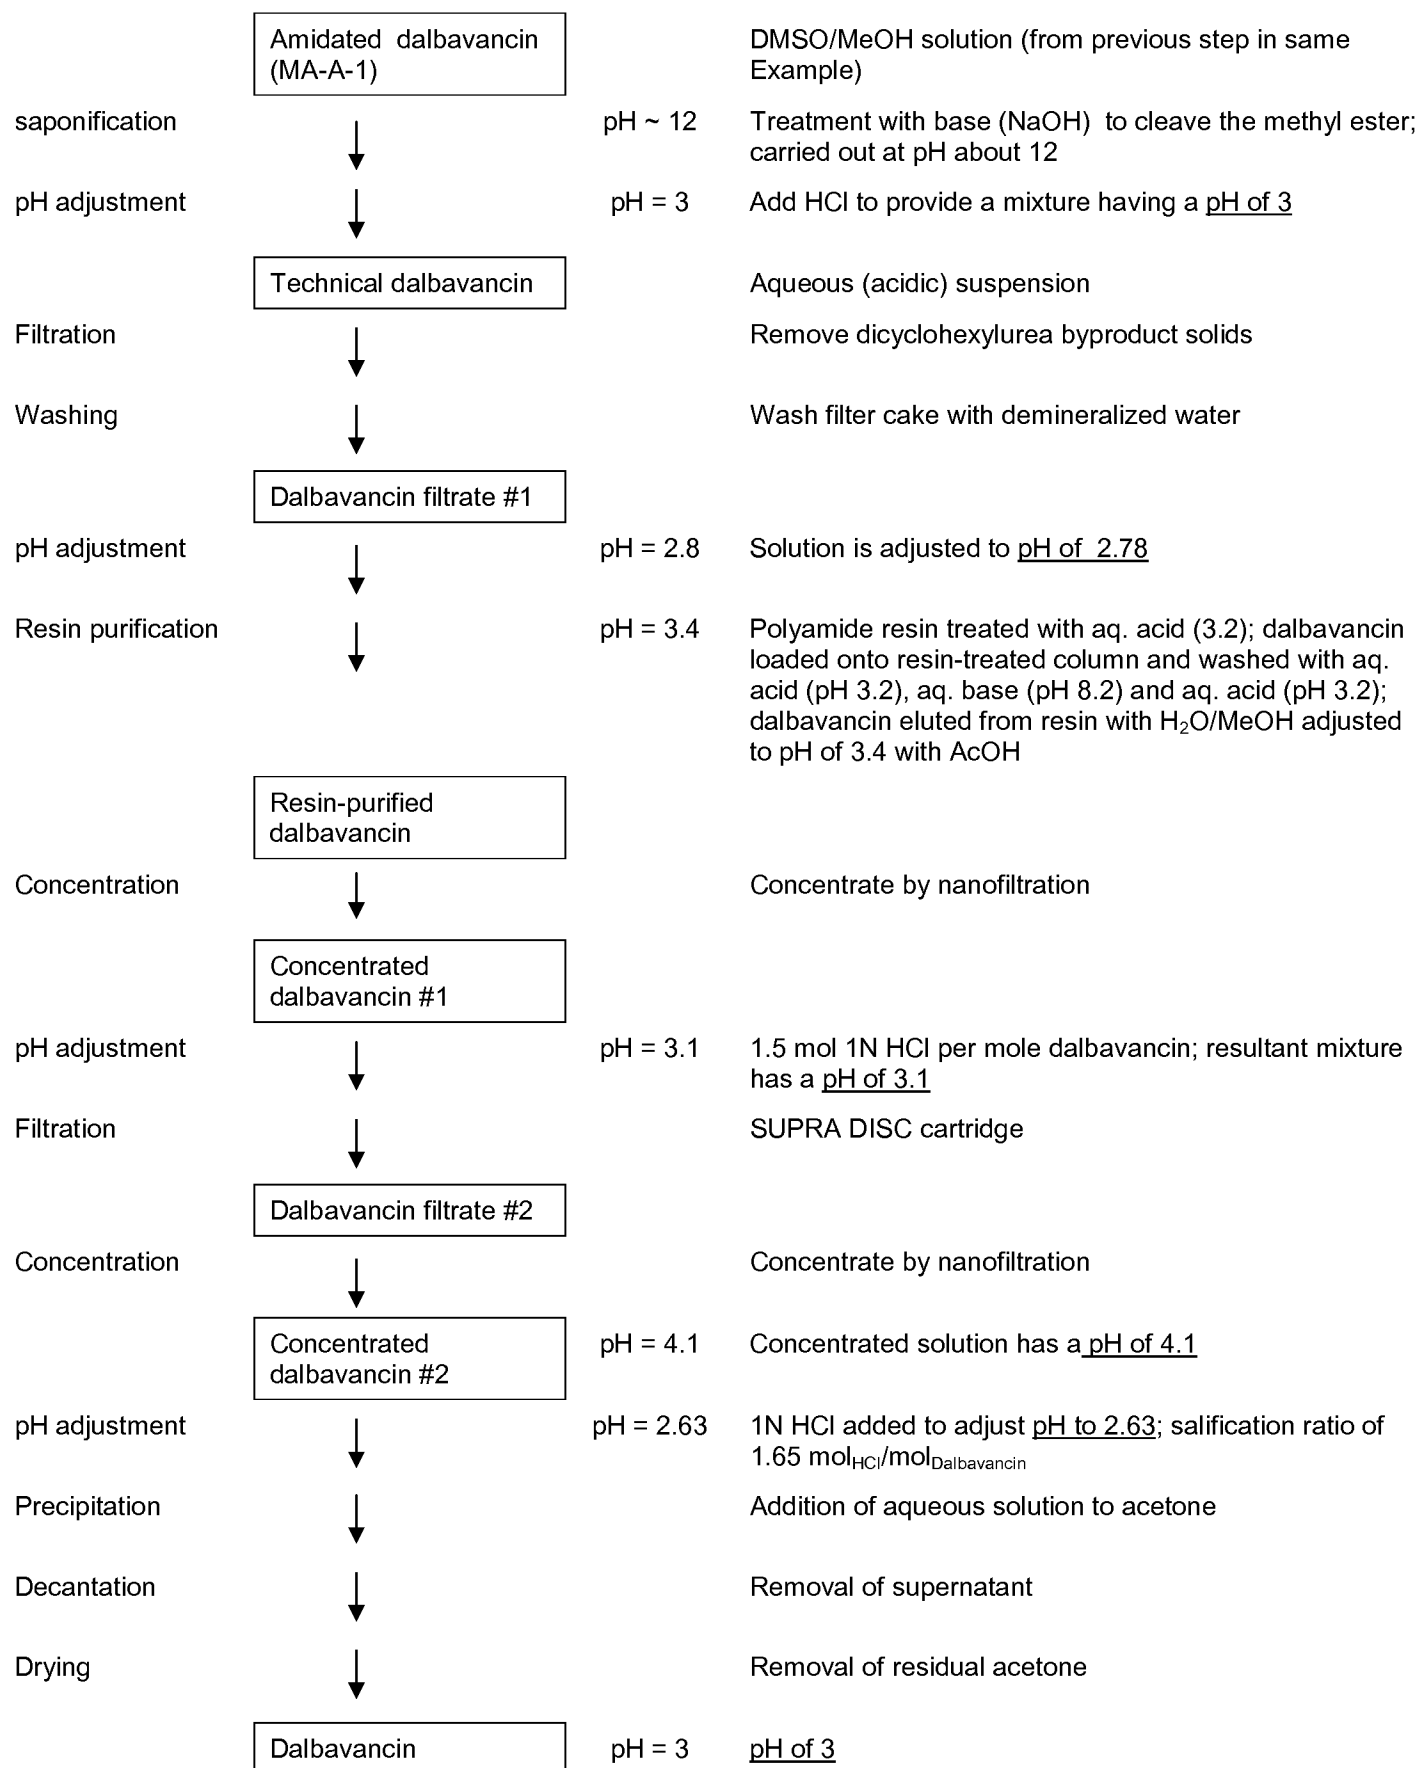 Amidated dalbavancin
(MA-A-1)
DMSO/MeOH solution (from previous step in same
Example)
saponification
pH ~ 12
Treatment with base (NaOH) to cleave the methyl ester;
carried out at pH about 12
pH adjustment
pH = 3
Add HCl to provide a mixture having a pH of 3
Technical dalbavancin
Aqueous (acidic) suspension
Filtration
Remove dicyclohexylurea byproduct solids
Washing
Wash filter cake with demineralized water
Dalbavancin filtrate #1
pH adjustment
pH = 2.8
Solution is adjusted to pH of 2.78
Resin purification
pH = 3.4
Polyamide resin treated with aq. acid (3.2); dalbavancin
loaded onto resin-treated column and washed with aq.
acid (pH 3.2), aq. base (pH 8.2) and aq. acid (pH 3.2);
dalbavancin eluted from resin with H₂O/MeOH adjusted
to pH of 3.4 with AcOH
Resin-purified
dalbavancin
Concentration
Concentrate by nanofiltration
Concentrated
dalbavancin #1
pH adjustment
pH = 3.1
1.5 mol 1N HCl per mole dalbavancin; resultant mixture
has a pH of 3.1
Filtration
SUPRA DISC cartridge
Dalbavancin filtrate #2
Concentration
Concentrate by nanofiltration
Concentrated
dalbavancin #2
pH = 4.1
Concentrated solution has a pH of 4.1
pH adjustment
pH = 2.63
1N HCl added to adjust pH to 2.63; salification ratio of
1.65 molHCl/molDalbavancin
Precipitation
Addition of aqueous solution to acetone
Decantation
Removal of supernatant
Drying
Removal of residual acetone
Dalbavancin
pH = 3
pH of 3